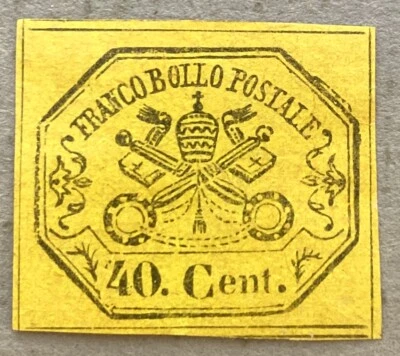 FRANCOBOLLO POSTALE
40. Cent.